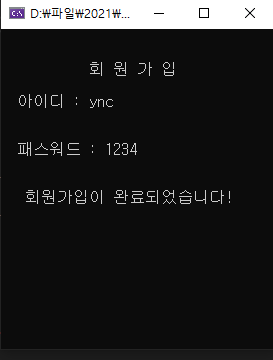 D:₩파일₩2021₩...
회 원 가 입
아이디 : ync
패스워드 : 1234
회원가입이 완료되었습니다!